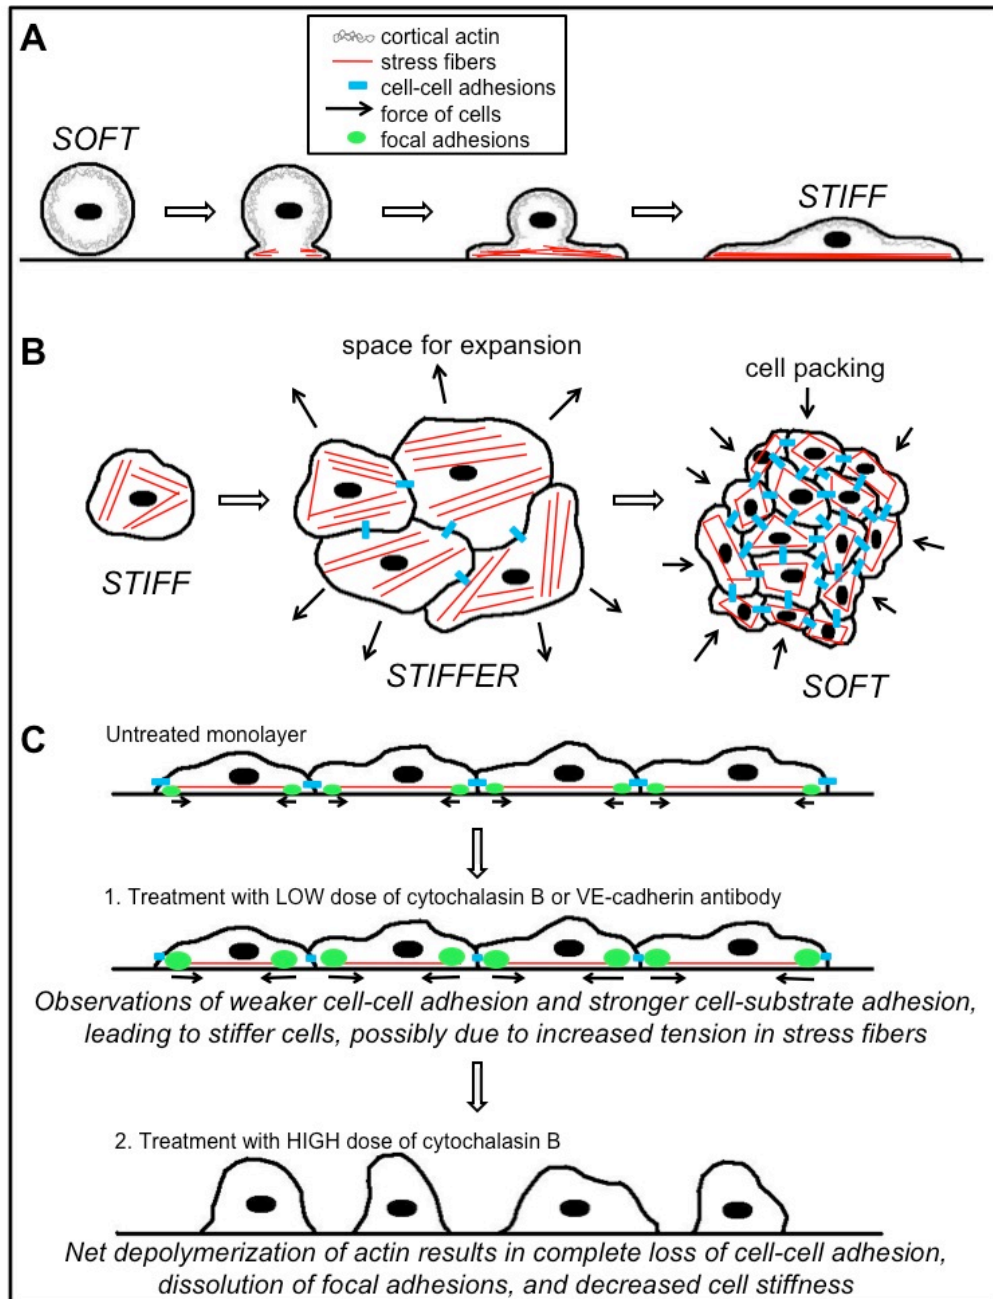 A
cortical actin
stress fibers
cell-cell adhesions
force of cells
focal adhesions
SOFT
STIFF
B
space for expansion
cell packing
STIFF
STIFFER
SOFT
C
Untreated monolayer
1. Treatment with LOW dose of cytochalasin B or VE-cadherin antibody
Observations of weaker cell-cell adhesion and stronger cell-substrate adhesion,
leading to stiffer cells, possibly due to increased tension in stress fibers
2. Treatment with HIGH dose of cytochalasin B
Net depolymerization of actin results in complete loss of cell-cell adhesion,
dissolution of focal adhesions, and decreased cell stiffness